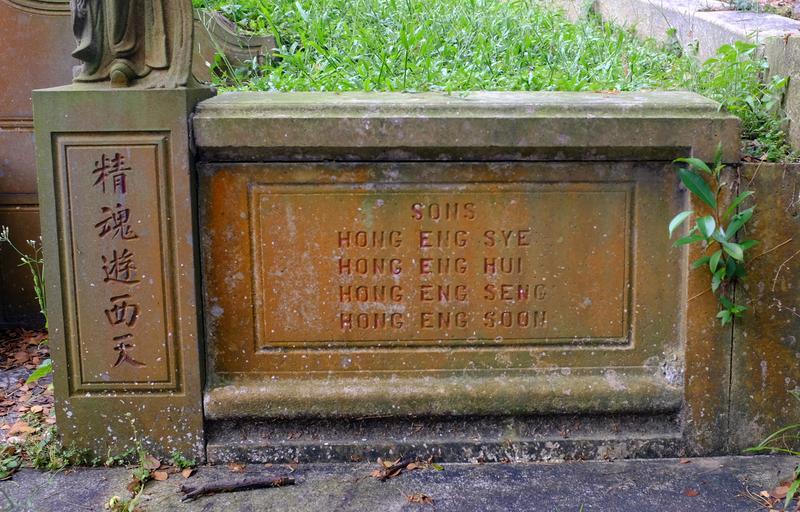 精魂遊西天
SONS
HONG ENG SYE
HONG ENG HUI
HONG ENG SENG
HONG ENG SOON